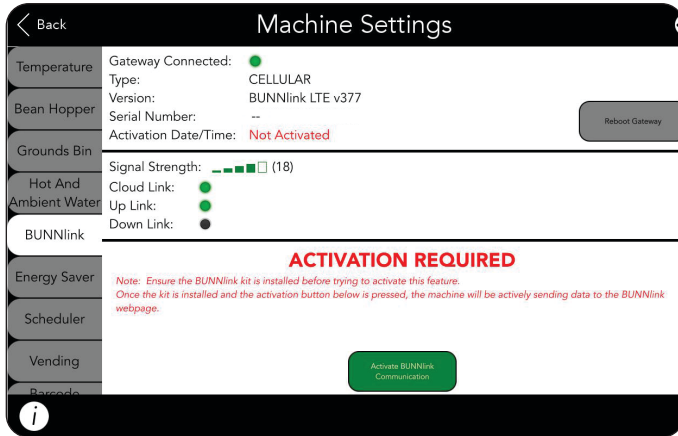 Back
Machine Settings
Temperature
Bean Hopper
Grounds Bin
Hot And
Ambient Water
BUNNlink
Energy Saver
Scheduler
Vending
Barcode
Gateway Connected:
Type: CELLULAR
Version: BUNNlink LTE v377
Serial Number: --
Activation Date/Time: Not Activated
Reboot Gateway
Signal Strength: (18)
Cloud Link:
Up Link:
Down Link:
ACTIVATION REQUIRED
Note: Ensure the BUNNlink kit is installed before trying to activate this feature.
Once the kit is installed and the activation button below is pressed, the machine will be actively sending data to the BUNNlink
webpage.
Activate BUNNlink
Communication
i